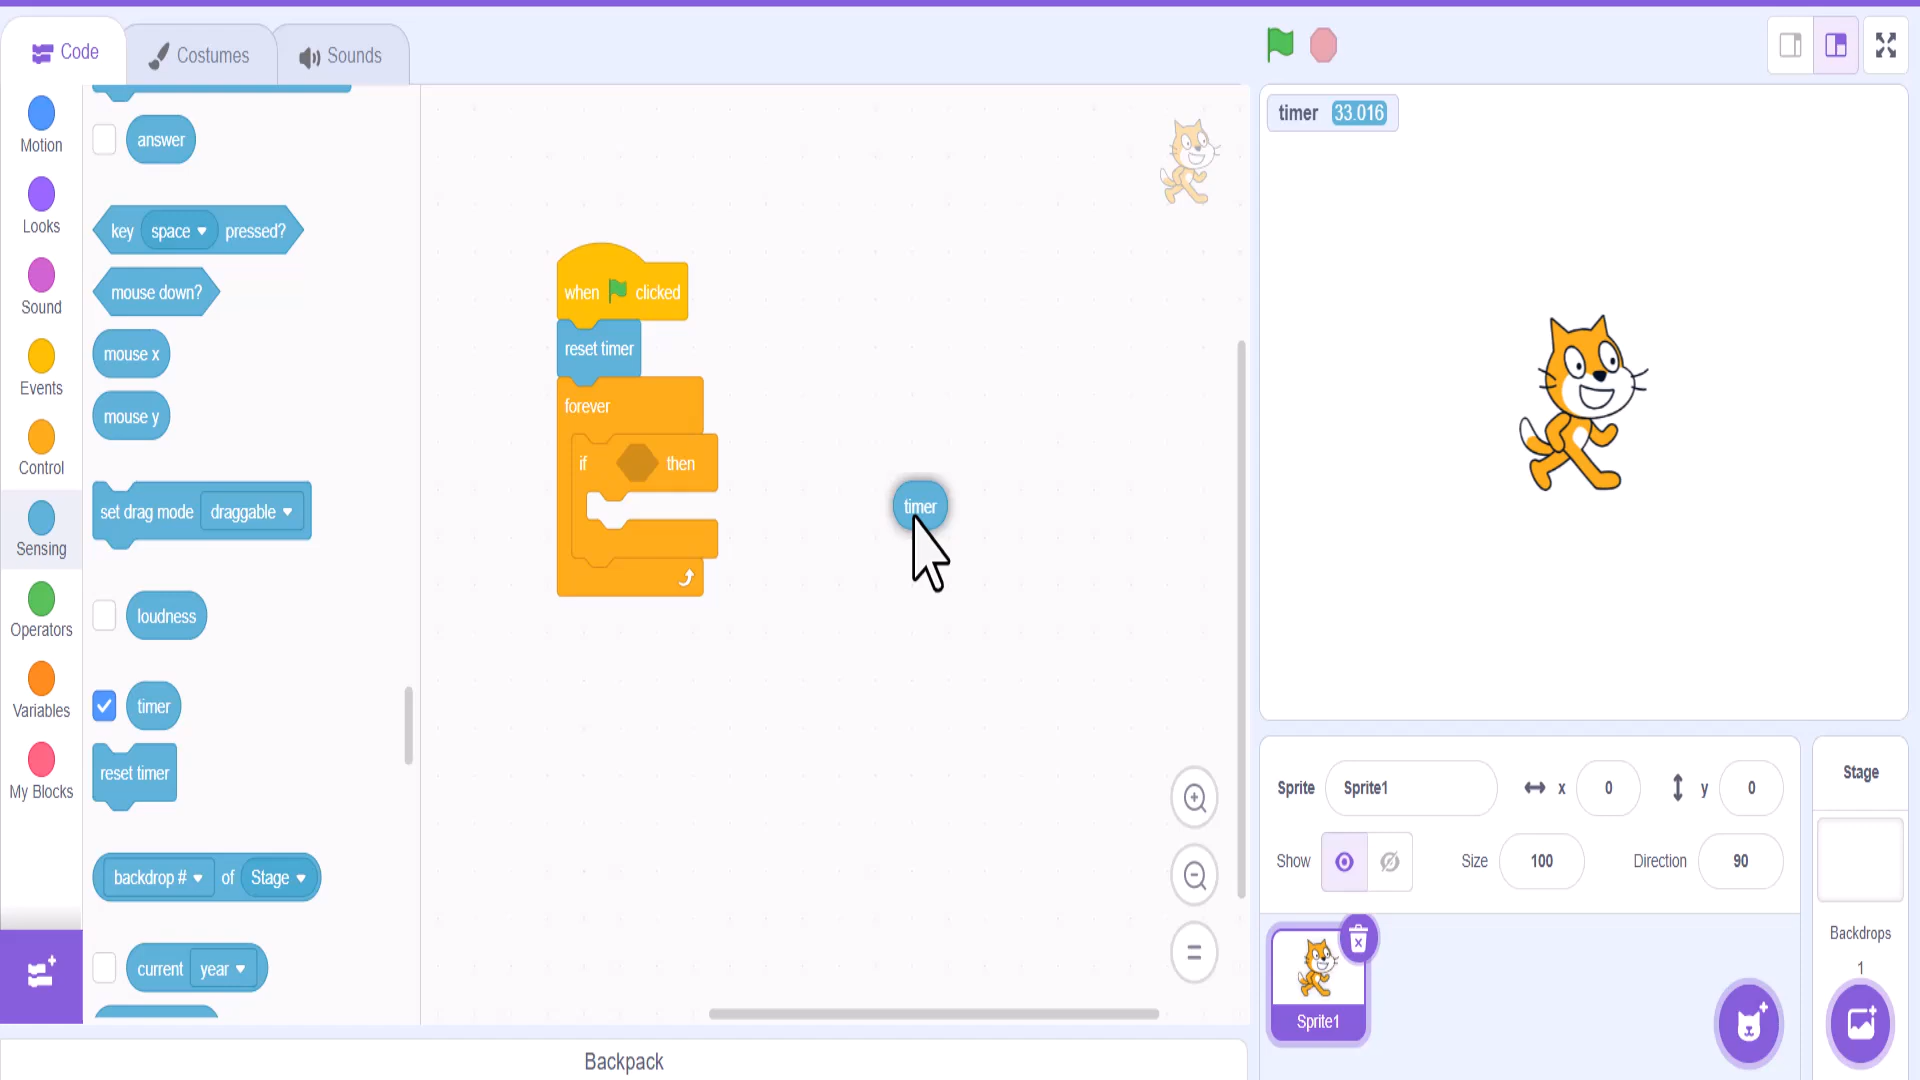 Code
Costumes
Sounds
Motion
Looks
Sound
Events
Control
Sensing
Operators
Variables
My Blocks
answer
key space pressed?
mouse down?
mouse x
mouse y
set drag mode draggable
loudness
timer
reset timer
backdrop # of Stage
current year
when clicked
reset timer
forever
if then
timer
Backpack
timer 33.016
Sprite Sprite1 x 0 y 0
Show Size 100 Direction 90
Sprite1
Stage
Backdrops
1